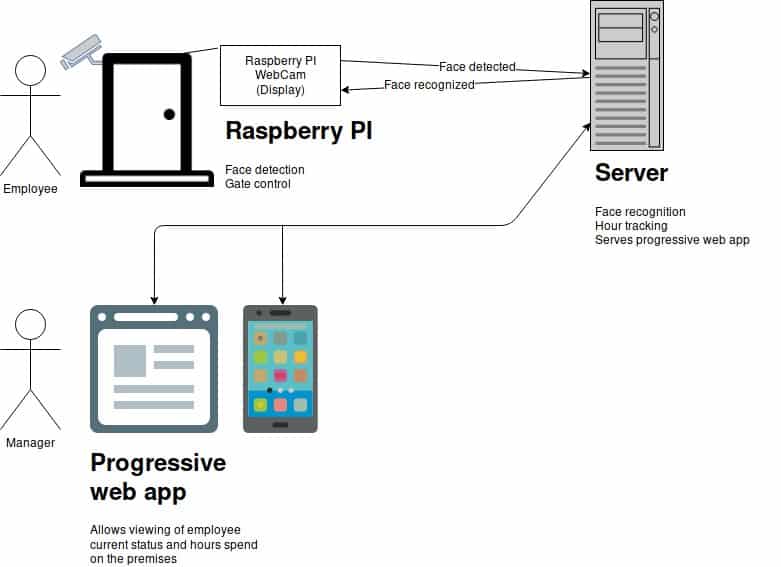 Raspberry PI
WebCam
(Display)
Face detected
Face recognized
Raspberry PI
Face detection
Gate control
Employee
Server
Face recognition
Hour tracking
Serves progressive web app
Manager
Progressive
web app
Allows viewing of employee
current status and hours spend
on the premises